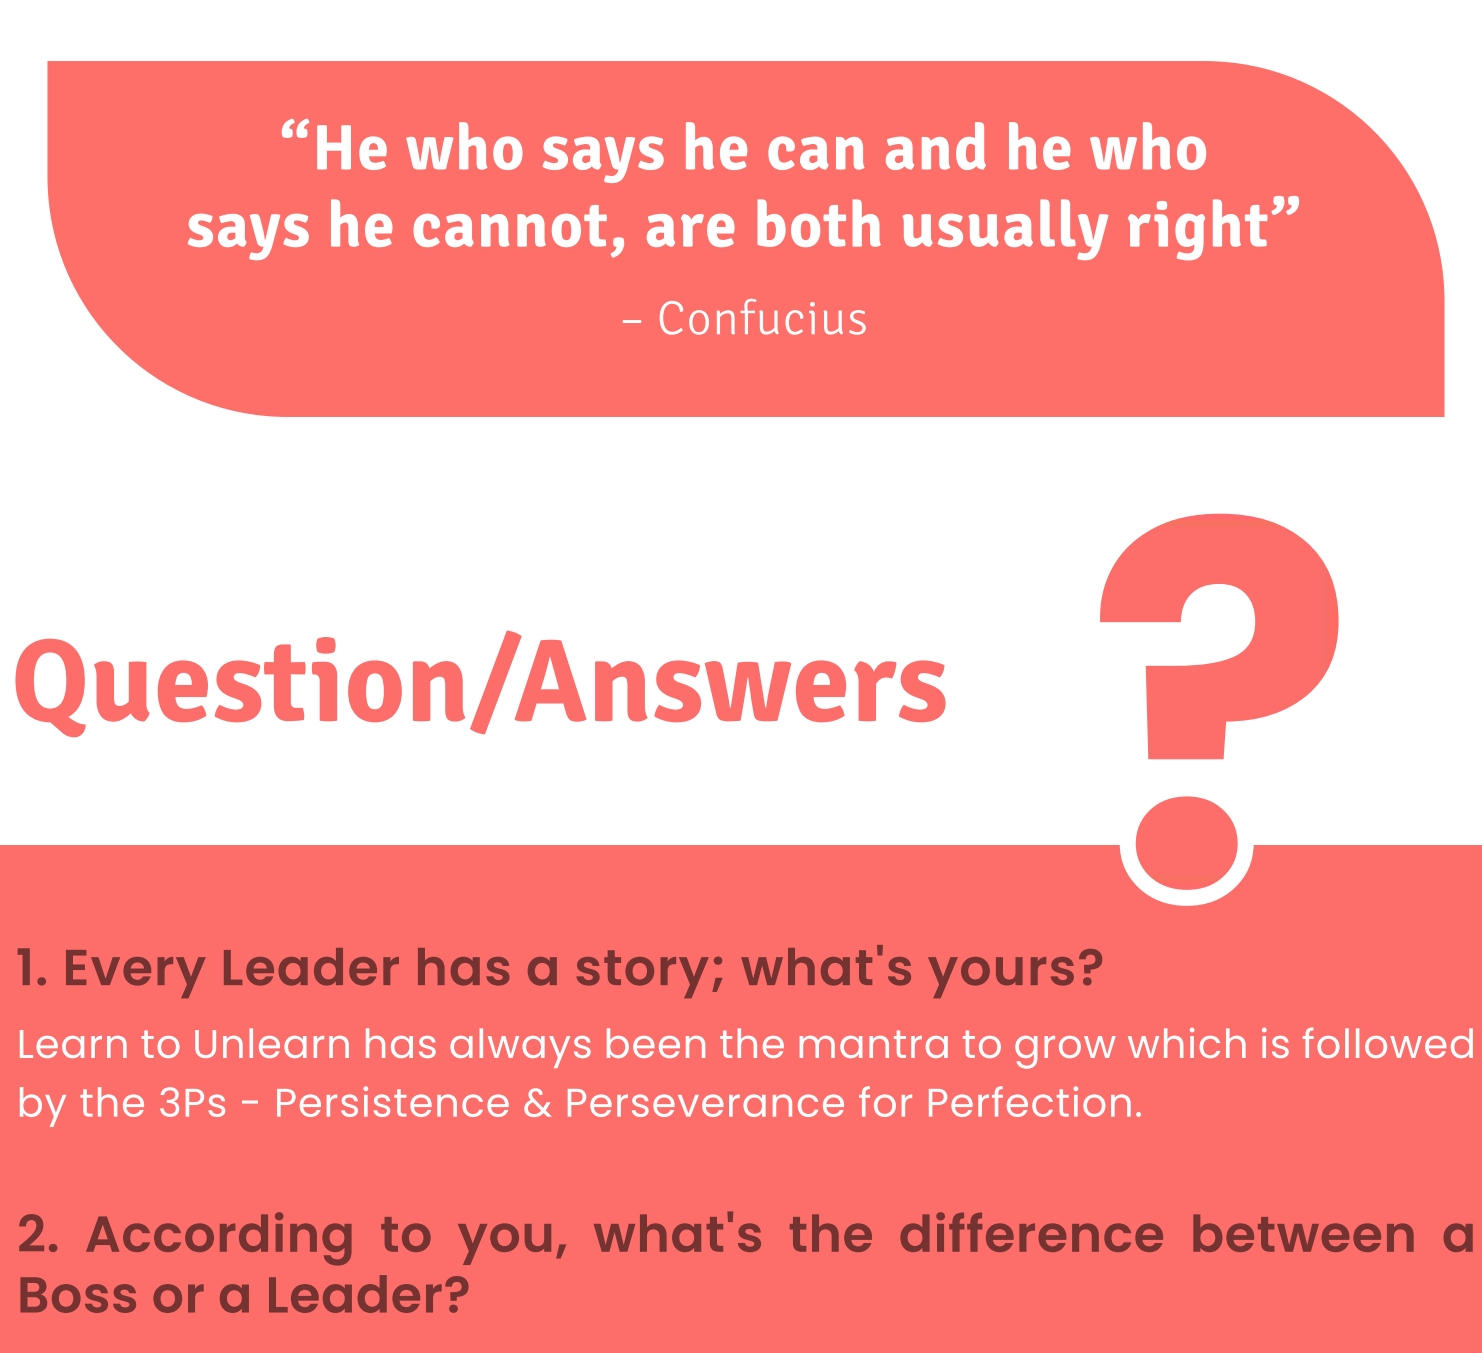 “He who says he can and he who
says he cannot, are both usually right”
– Confucius
Question/Answers
?
1. Every Leader has a story; what's yours?
Learn to Unlearn has always been the mantra to grow which is followed
by the 3Ps - Persistence & Perseverance for Perfection.
2. According to you, what's the difference between a
Boss or a Leader?